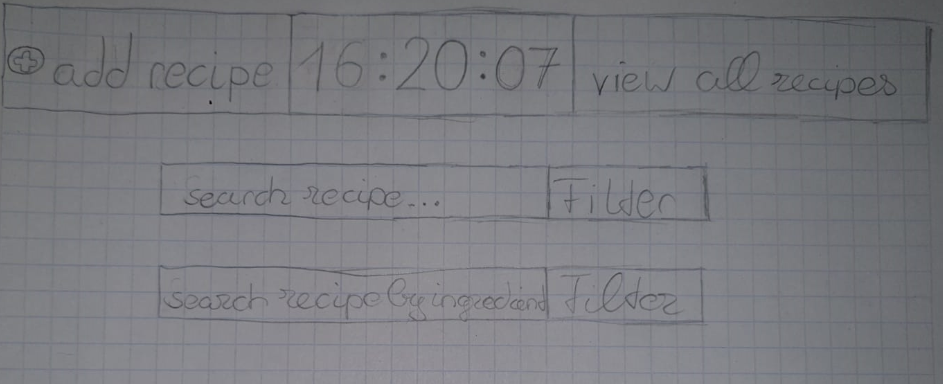 ⊕ add recipe 16:20:07 view all recipes
search recipe... Filter
search recipe by ingredient Filter